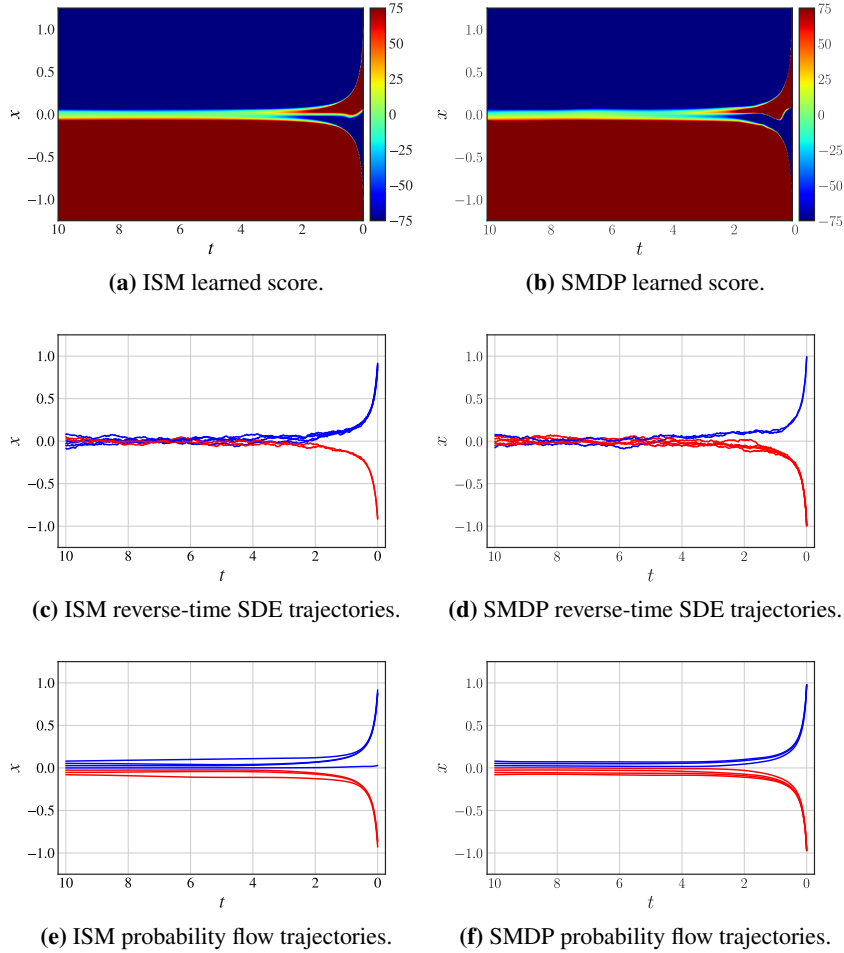 1.0
0.5
0.0
−0.5
−1.0
x
10 8 6 4 2 0
t
75
50
25
0
−25
−50
−75
(a) ISM learned score.
1.0
0.5
0.0
−0.5
−1.0
x
10 8 6 4 2 0
t
75
50
25
0
−25
−50
−75
(b) SMDP learned score.
1.0
0.5
0.0
−0.5
−1.0
x
10 8 6 4 2 0
t
(c) ISM reverse-time SDE trajectories.
1.0
0.5
0.0
−0.5
−1.0
x
10 8 6 4 2 0
t
(d) SMDP reverse-time SDE trajectories.
1.0
0.5
0.0
−0.5
−1.0
x
10 8 6 4 2 0
t
(e) ISM probability flow trajectories.
1.0
0.5
0.0
−0.5
−1.0
x
10 8 6 4 2 0
t
(f) SMDP probability flow trajectories.